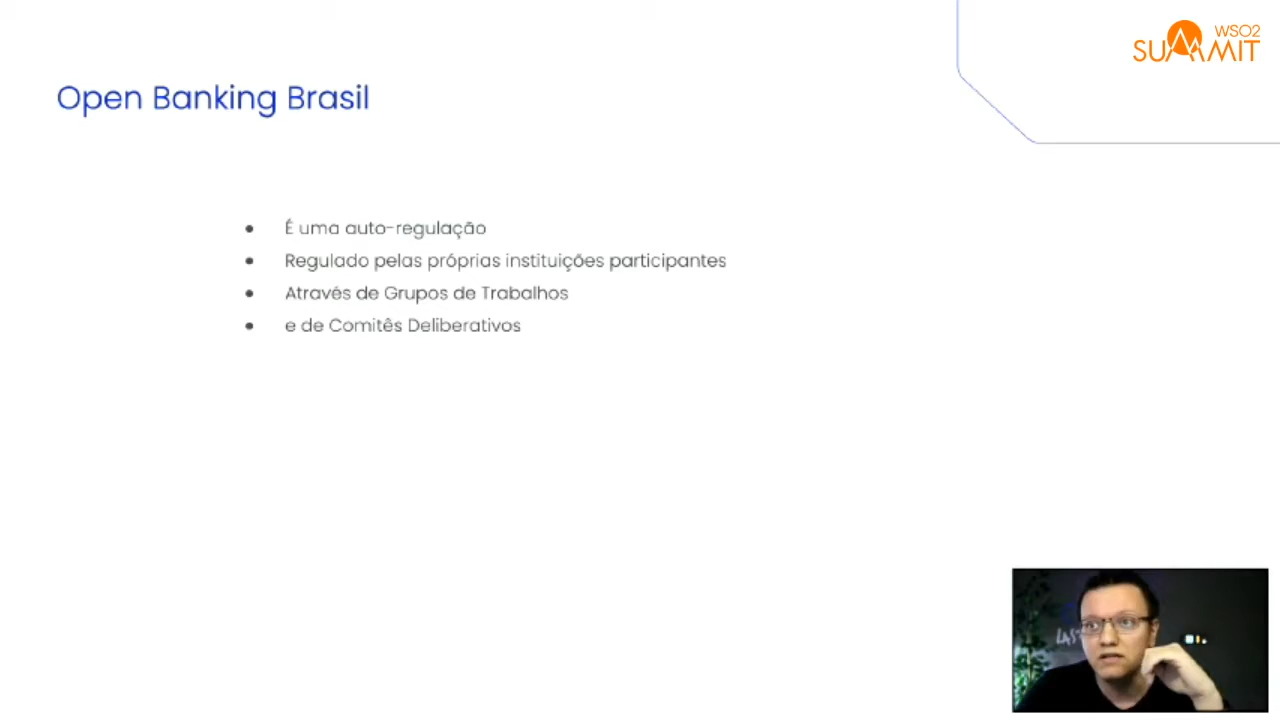 WSO2
SUMMIT
Open Banking Brasil
É uma auto-regulação
Regulado pelas próprias instituições participantes
Através de Grupos de Trabalhos
e de Comitês Deliberativos